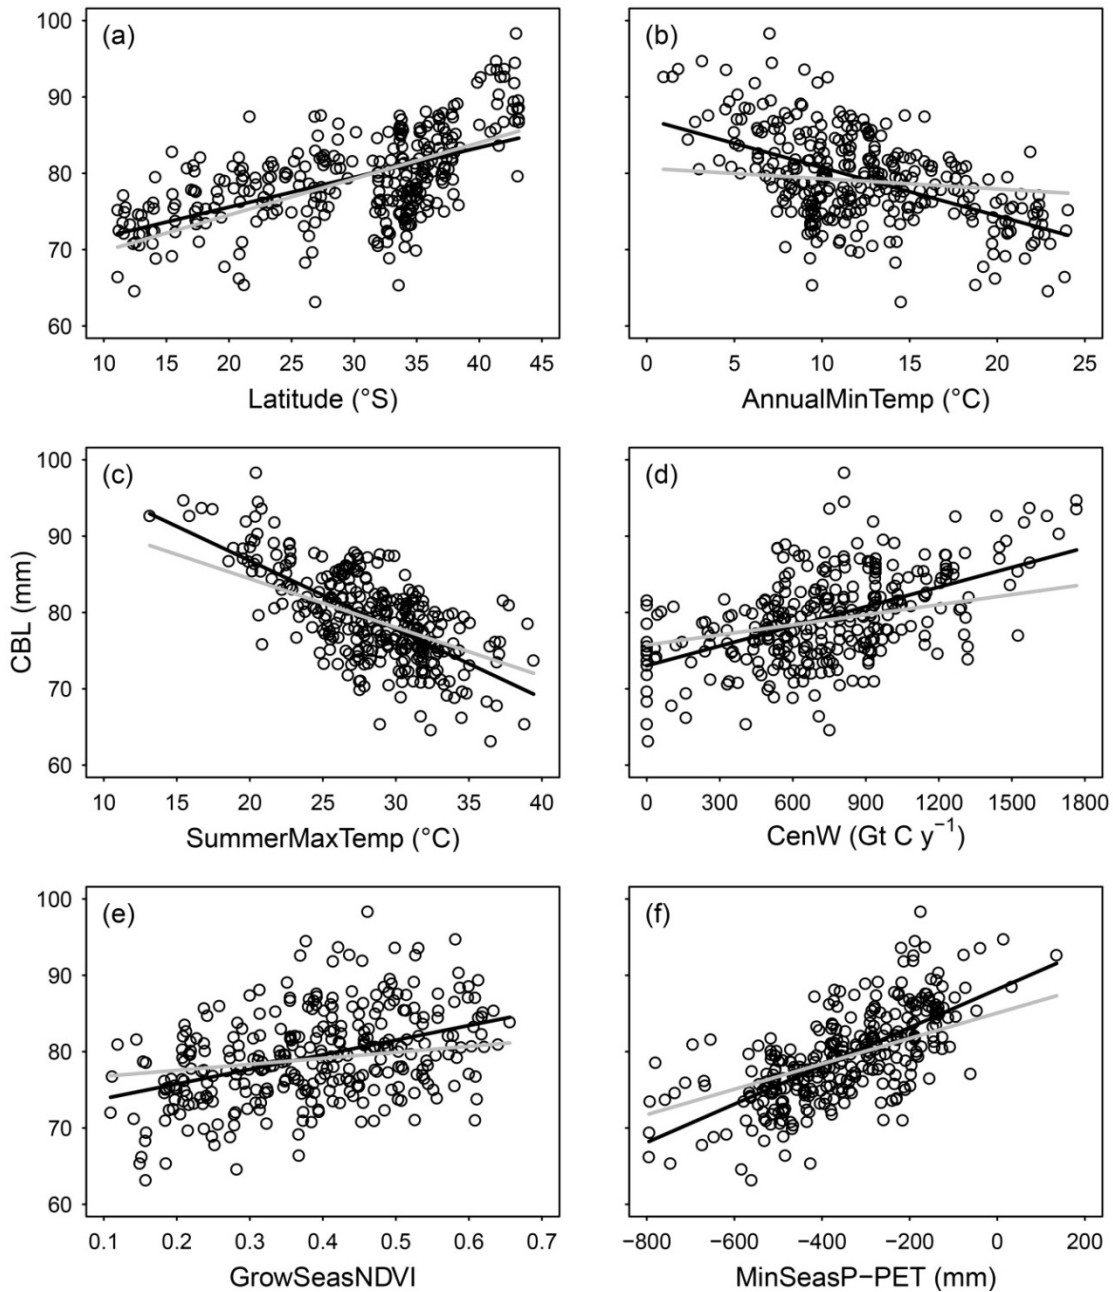 (a)
100
90
80
70
60
10 15 20 25 30 35 40 45
Latitude (°S)
(b)
0 5 10 15 20 25
AnnualMinTemp (°C)
(c)
100
90
80
70
60
CBL (mm)
10 15 20 25 30 35 40
SummerMaxTemp (°C)
(d)
0 300 600 900 1200 1500 1800
CenW (Gt C y⁻¹)
(e)
100
90
80
70
60
0.1 0.2 0.3 0.4 0.5 0.6 0.7
GrowSeasNDVI
(f)
−800 −600 −400 −200 0 200
MinSeasP−PET (mm)